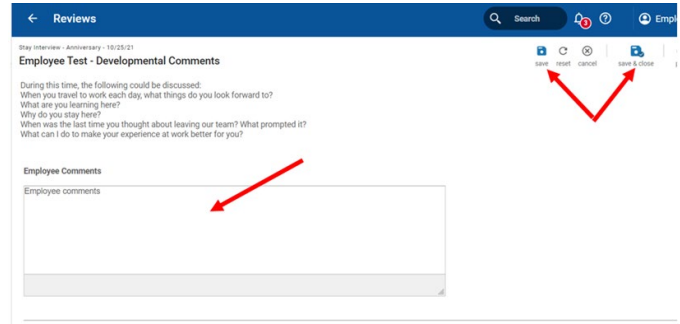 Reviews
Search
3
Stay Interview - Anniversary - 10/25/21
Employee Test - Developmental Comments
save reset cancel save & close
During this time, the following could be discussed:
When you travel to work each day, what things do you look forward to?
What are you learning here?
Why do you stay here?
When was the last time you thought about leaving our team? What prompted it?
What can I do to make your experience at work better for you?
Employee Comments
Employee comments